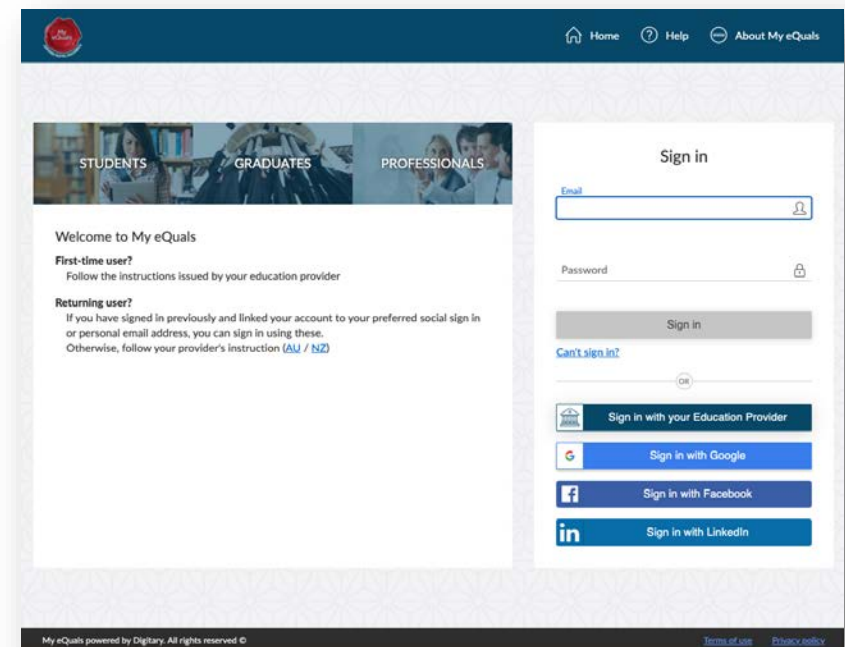 My
eQuals
Home
Help
About My eQuals
STUDENTS
GRADUATES
PROFESSIONALS
Welcome to My eQuals
First-time user?
Follow the instructions issued by your education provider
Returning user?
If you have signed in previously and linked your account to your preferred social sign in
or personal email address, you can sign in using these.
Otherwise, follow your provider's instruction (AU / NZ)
Sign in
Email
Password
Sign in
Can't sign in?
OR
Sign in with your Education Provider
G
Sign in with Google
f
Sign in with Facebook
in
Sign in with LinkedIn
My eQuals powered by Digitary. All rights reserved ©
Terms of use
Privacy policy